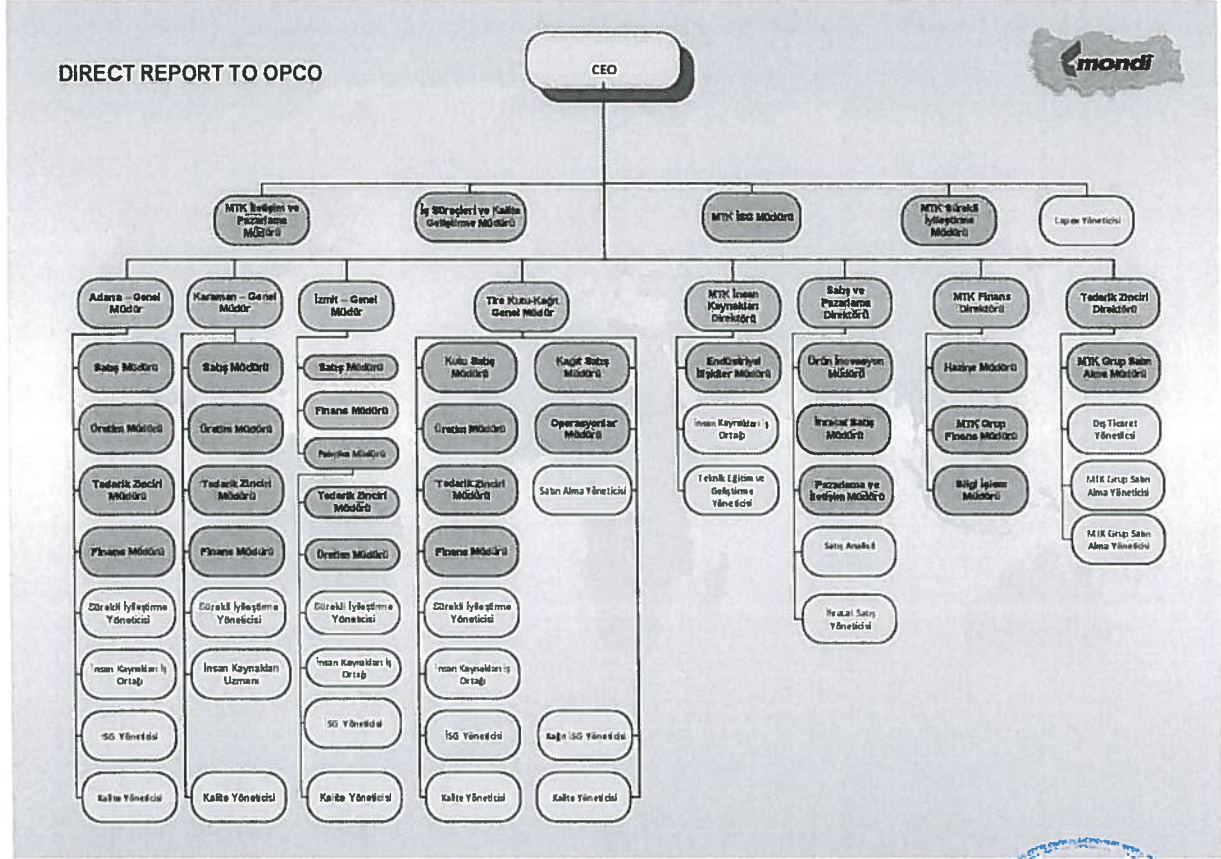 DIRECT REPORT TO OPCO
CEO
mondi
MTK İletişim ve
Pazarlama
Müdürü
İş Süreçleri ve Kalite
Geliştirme Müdürü
MTK İSG Müdürü
MTK Sürekli
İyileştirme
Müdürü
Yöneticisi
Adana – Genel
Müdür
Karaman – Genel
Müdür
İzmit – Genel
Müdür
Tire Kutu-Kağıt
Genel Müdür
MTK İnsan
Kaynakları
Direktörü
Satış ve
Pazarlama
Direktörü
MTK Finans
Direktörü
Tedarik Zinciri
Direktörü
Satış Müdürü
Satış Müdürü
Satış Müdürü
Kutu Satış
Müdürü
Kağıt Satış
Müdürü
Endüstriyel
İlişkiler Müdürü
Ürün İnovasyon
Müdürü
Hazine Müdürü
MTK Grup Satın
Alma Müdürü
Üretim Müdürü
Üretim Müdürü
Finans Müdürü
Üretim Müdürü
Operasyonlar
Müdürü
İnsan Kaynakları İş
Ortağı
İhracat Satış
Müdürü
MTK Grup
Finans Müdürü
Dış Ticaret
Yöneticisi
Fabrika Müdürü
Tedarik Zinciri
Müdürü
Tedarik Zinciri
Müdürü
Tedarik Zinciri
Müdürü
Tedarik Zinciri
Müdürü
Satın Alma Yöneticisi
Teknik Eğitim ve
Geliştirme
Yöneticisi
Pazarlama ve
İletişim Müdürü
Bilgi İşlem
Müdürü
MTK Grup Satın
Alma Yöneticisi
Finans Müdürü
Finans Müdürü
Üretim Müdürü
Finans Müdürü
Satış Analisti
MTK Grup Satın
Alma Yöneticisi
Sürekli İyileştirme
Yöneticisi
Sürekli İyileştirme
Yöneticisi
Sürekli İyileştirme
Yöneticisi
Sürekli İyileştirme
Yöneticisi
İhracat Satış
Yöneticisi
İnsan Kaynakları İş
Ortağı
İnsan Kaynakları
Uzmanı
İnsan Kaynakları İş
Ortağı
İnsan Kaynakları İş
Ortağı
İSG Yöneticisi
İSG Yöneticisi
İSG Yöneticisi
Kağıt İSG Yöneticisi
Kalite Yöneticisi
Kalite Yöneticisi
Kalite Yöneticisi
Kalite Yöneticisi
Kalite Yöneticisi